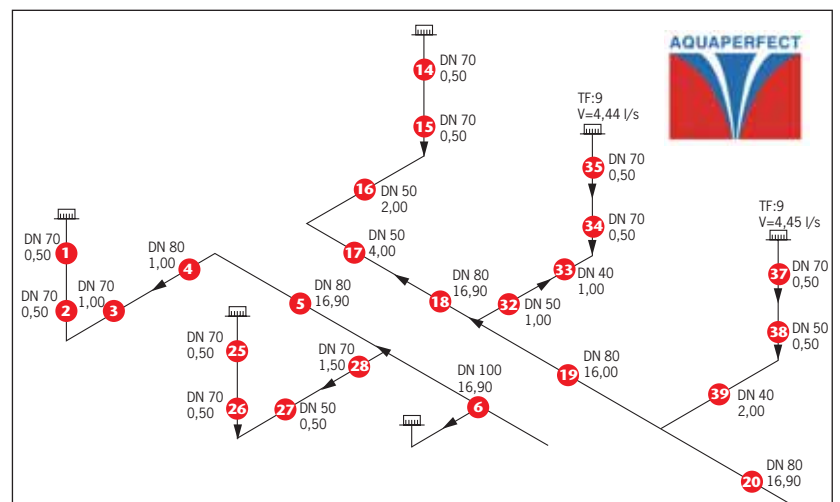 AQUAPERFECT
14
DN 70
0,50
15
DN 70
0,50
TF:9
V=4,44 l/s
35
DN 70
0,50
34
DN 70
0,50
16
DN 50
2,00
17
DN 50
4,00
18
DN 80
16,90
33
DN 40
1,00
32
DN 50
1,00
TF:9
V=4,45 l/s
37
DN 70
0,50
38
DN 50
0,50
39
DN 40
2,00
19
DN 80
16,00
20
DN 80
16,90
1
DN 70
0,50
2
DN 70
0,50
3
DN 70
1,00
4
DN 80
1,00
5
DN 80
16,90
25
DN 70
0,50
26
DN 70
0,50
27
DN 50
0,50
28
DN 70
1,50
6
DN 100
16,90